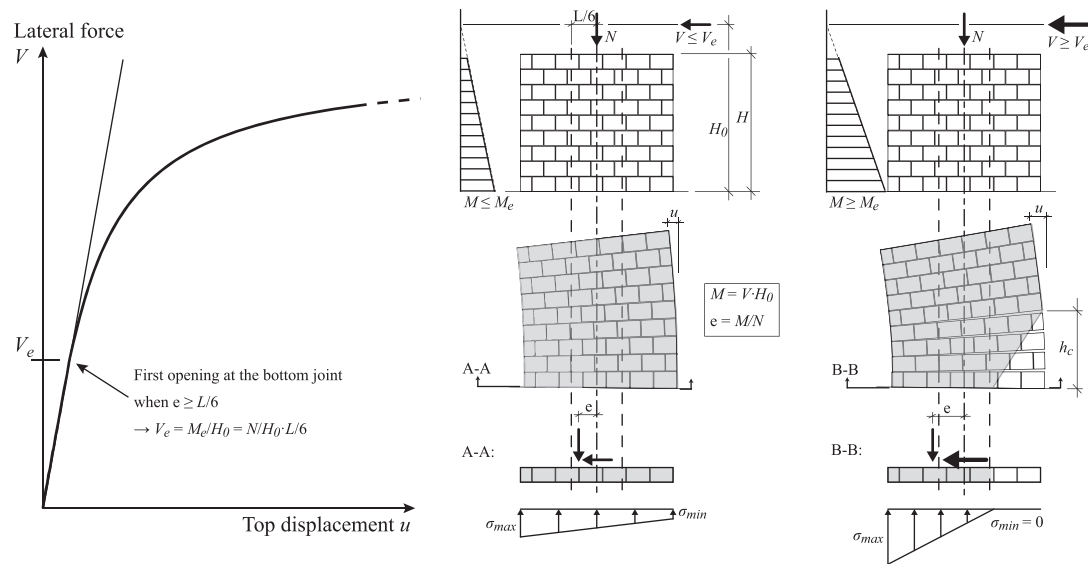 Lateral force
V
V_e
First opening at the bottom joint
when e ≥ L/6
→ V_e = M_e/H_0 = N/H_0·L/6
Top displacement u
L/6
N
V ≤ V_e
H_0
H
M ≤ M_e
u
M = V·H_0
e = M/N
A-A
e
A-A:
σ_max
σ_min
N
V ≥ V_e
M ≥ M_e
u
h_c
B-B
e
B-B:
σ_max
σ_min = 0